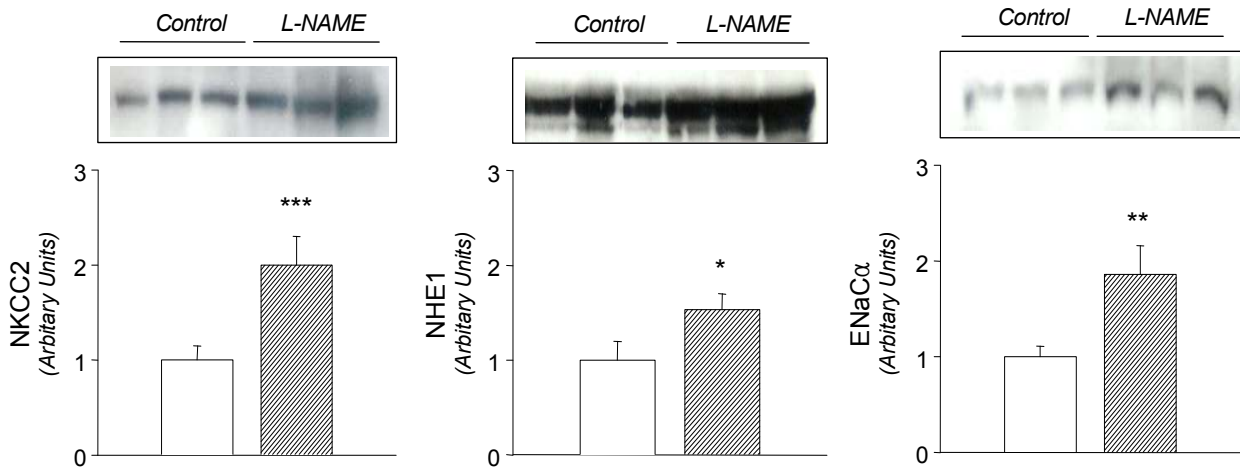 Control L-NAME
3
2
1
0
NKCC2
(Arbitary Units)
***
Control L-NAME
3
2
1
0
NHE1
(Arbitary Units)
*
Control L-NAME
3
2
1
0
ENaCα
(Arbitary Units)
**